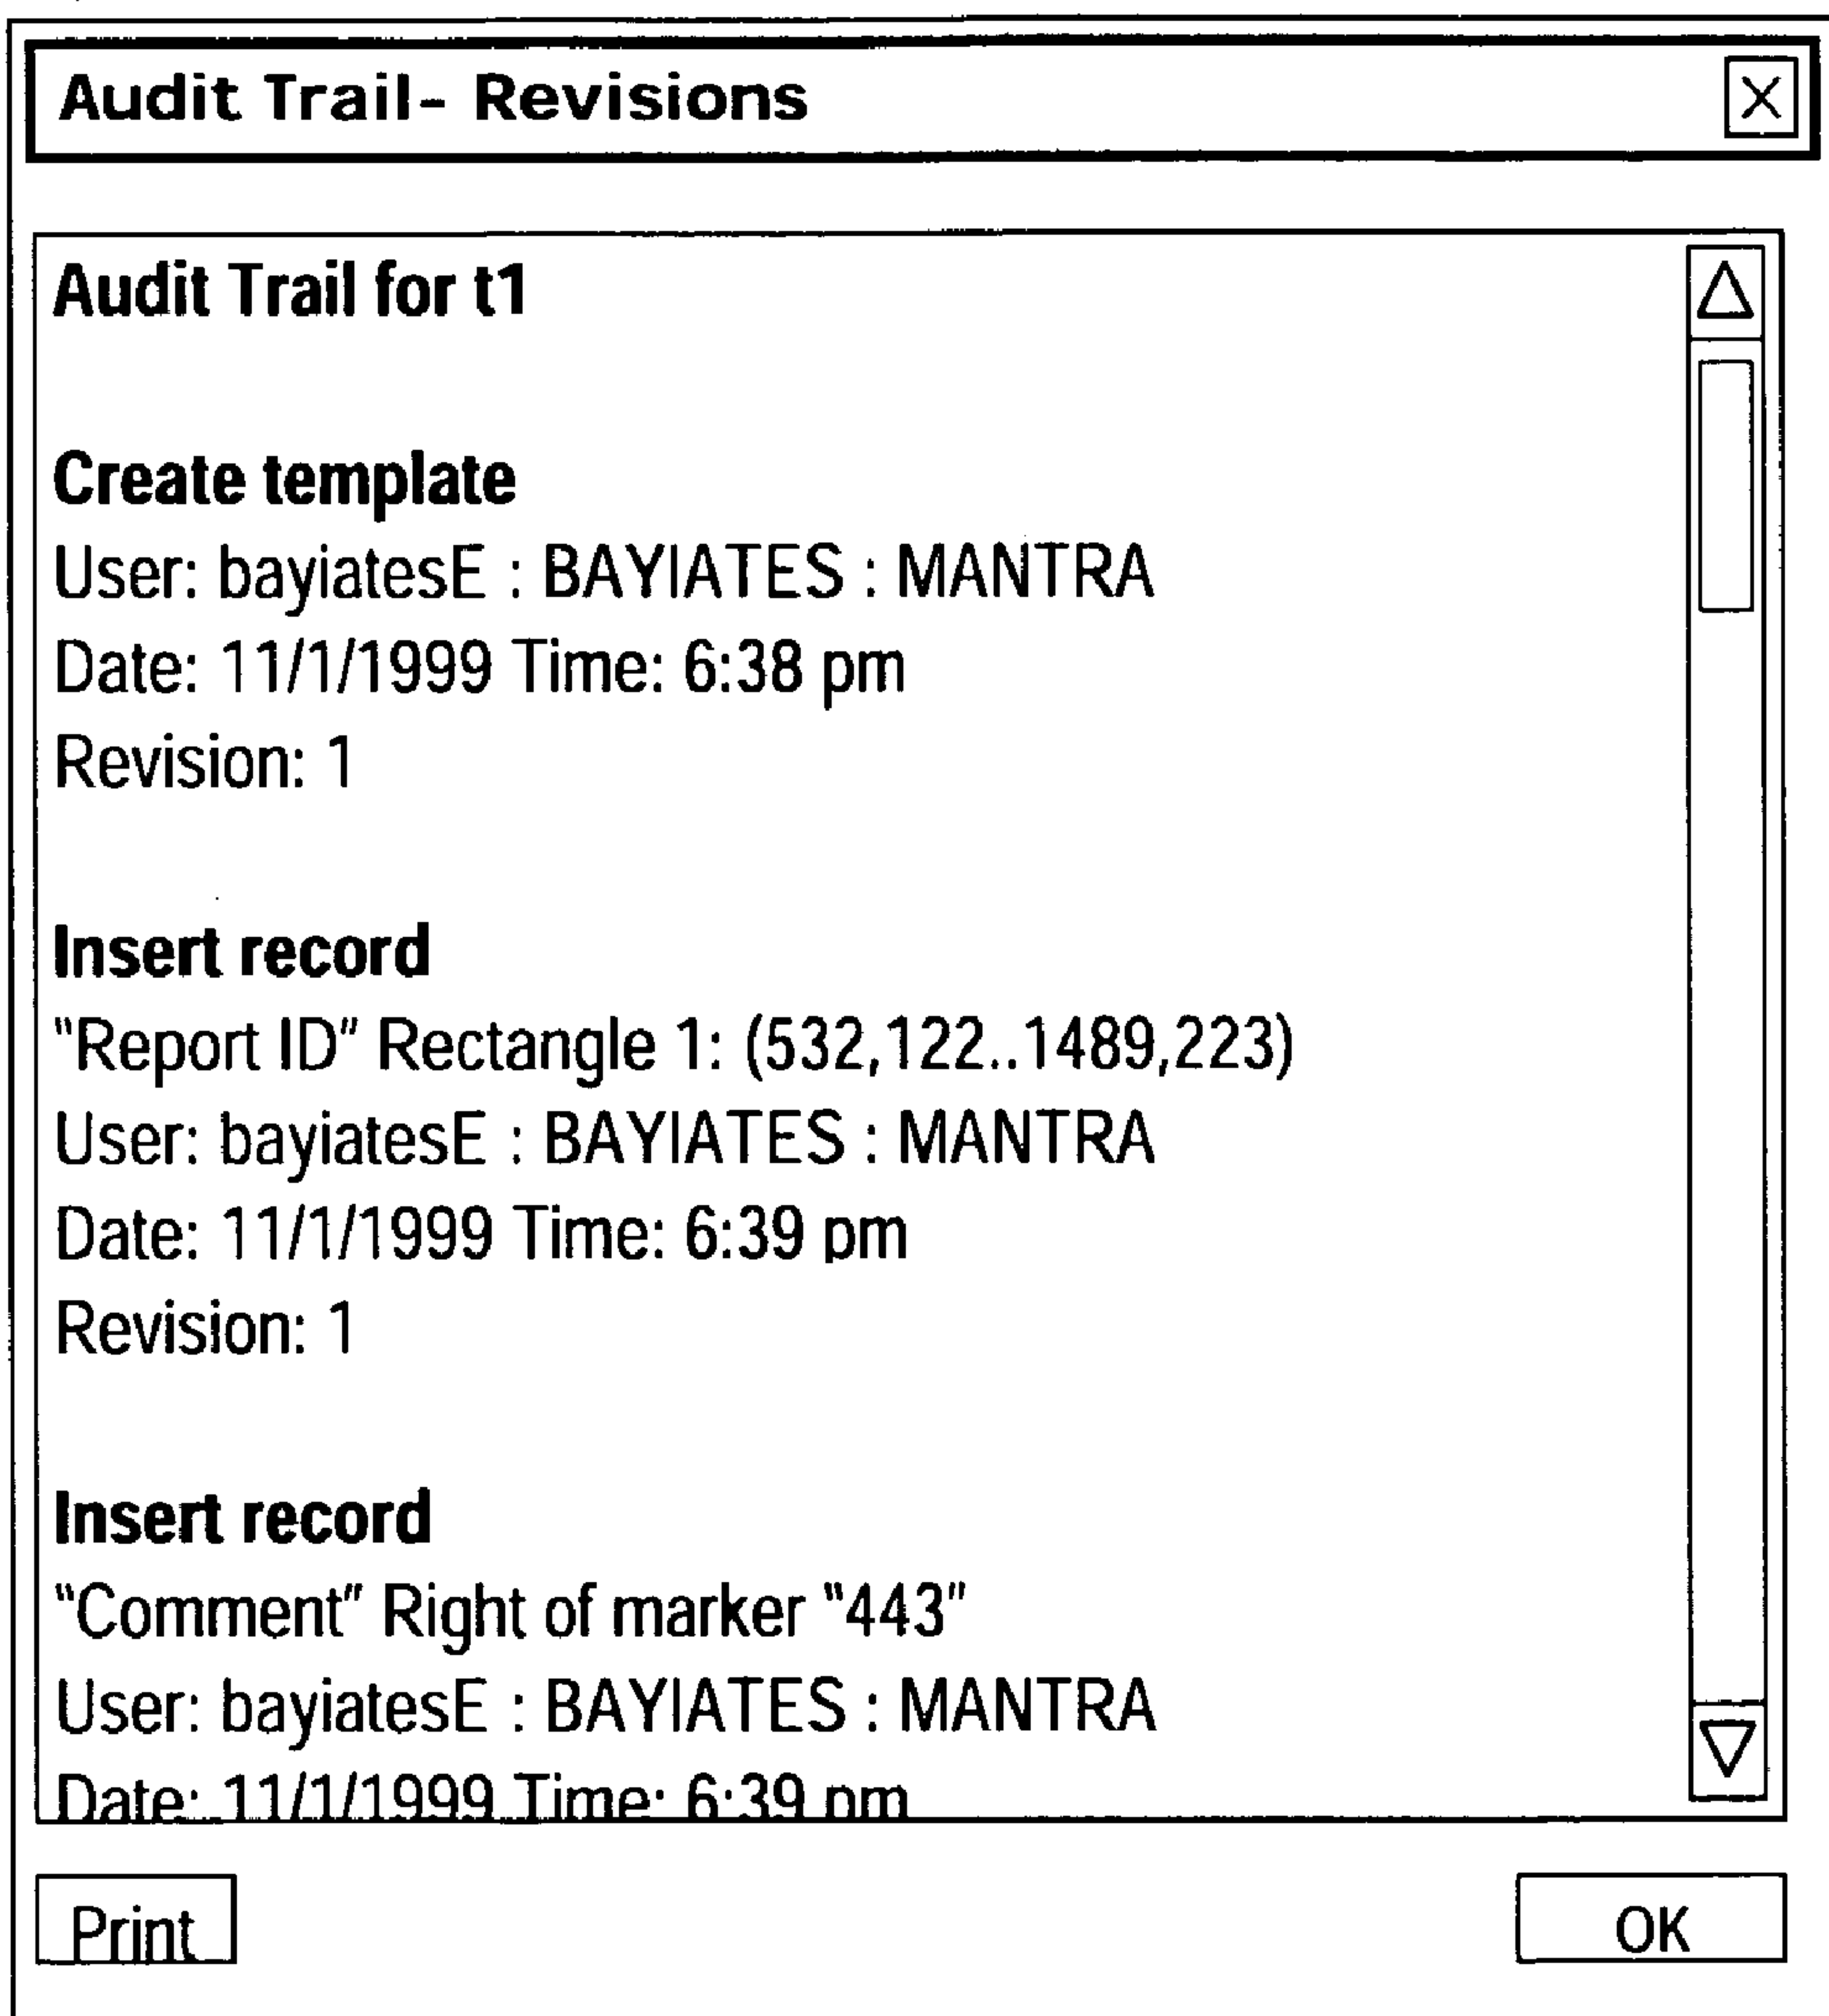 Audit Trail- Revisions
Audit Trail for t1
Create template
User: bayiatesE : BAYIATES : MANTRA
Date: 11/1/1999 Time: 6:38 pm
Revision: 1
Insert record
"Report ID" Rectangle 1: (532,122..1489,223)
User: bayiatesE : BAYIATES : MANTRA
Date: 11/1/1999 Time: 6:39 pm
Revision: 1
Insert record
"Comment" Right of marker "443"
User: bayiatesE : BAYIATES : MANTRA
Date: 11/1/1999 Time: 6:39 pm
Print OK